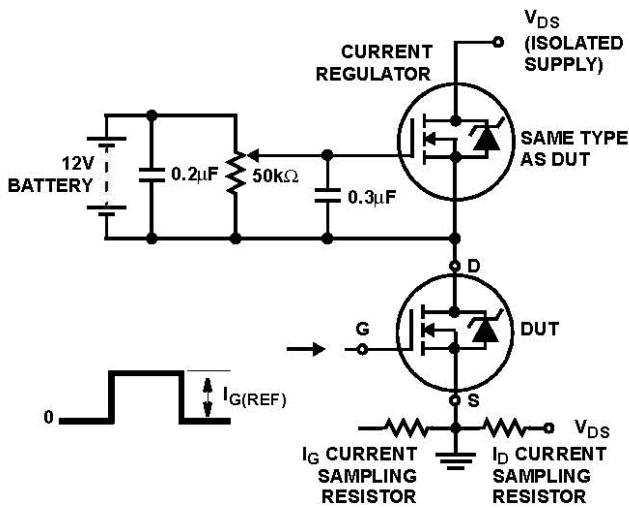 V_DS
(ISOLATED
SUPPLY)
CURRENT
REGULATOR
SAME TYPE
AS DUT
12V
BATTERY
0.2µF
50kΩ
0.3µF
D
DUT
G
S
0
I_G(REF)
V_DS
I_G CURRENT
SAMPLING
RESISTOR
I_D CURRENT
SAMPLING
RESISTOR